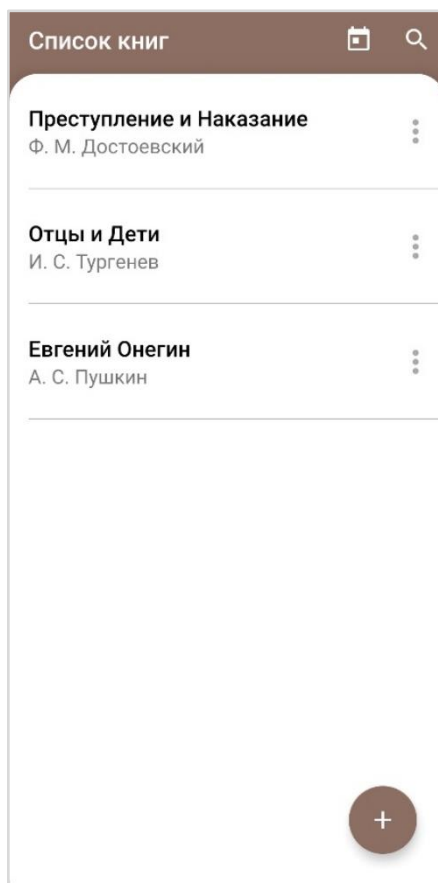 Список книг
Преступление и Наказание
Ф. М. Достоевский
Отцы и Дети
И. С. Тургенев
Евгений Онегин
А. С. Пушкин
+